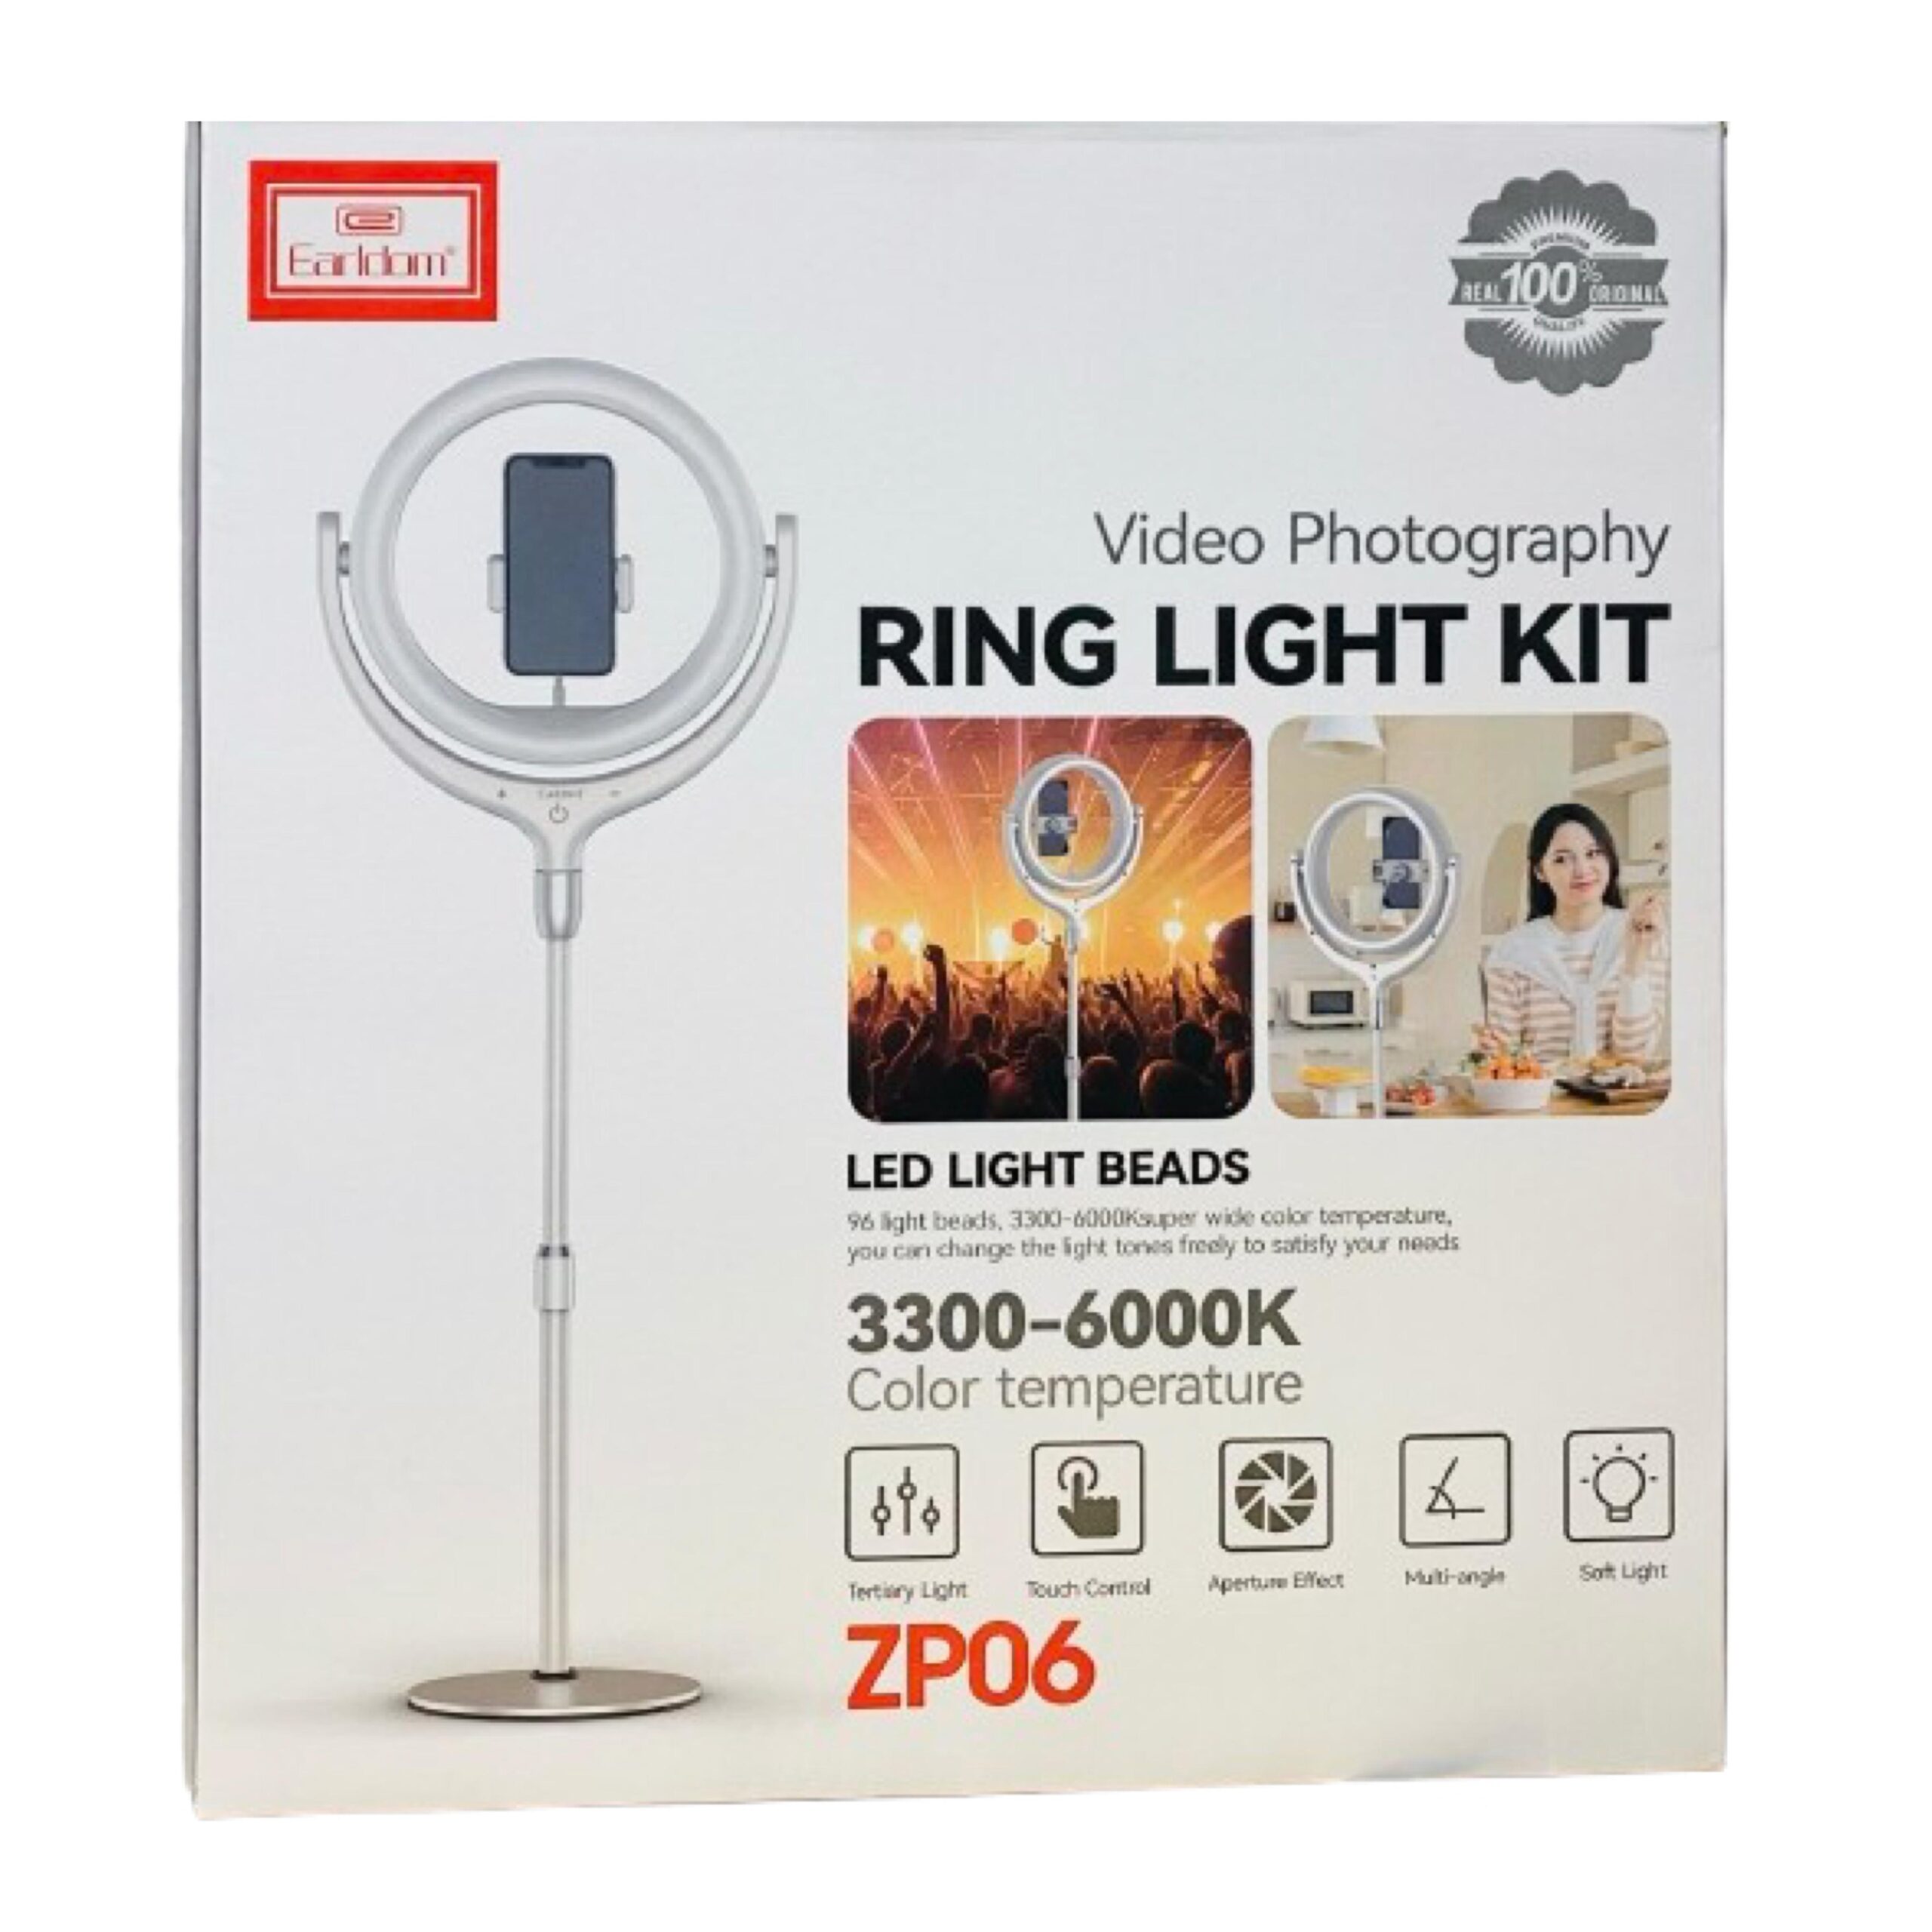 Earldom®
PREMIUM
REAL 100% ORIGINAL
QUALITY
Video Photography
RING LIGHT KIT
LED LIGHT BEADS
96 light beads, 3300-6000Ksuper wide color temperature,
you can change the light tones freely to satisfy your needs
3300-6000K
Color temperature
Tertiary Light
Touch Control
Aperture Effect
Multi-angle
Soft Light
ZP06